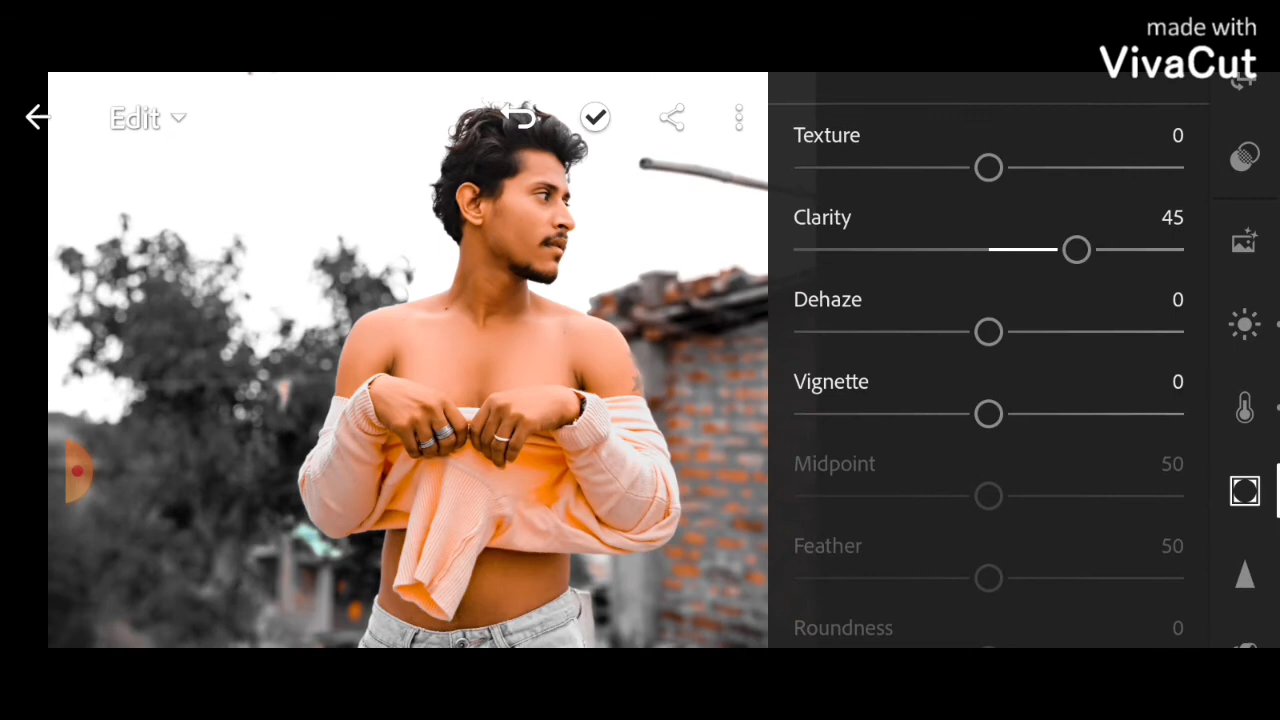 made with
VivaCut
Edit
Texture 0
Clarity 45
Dehaze 0
Vignette 0
Midpoint 50
Feather 50
Roundness 0